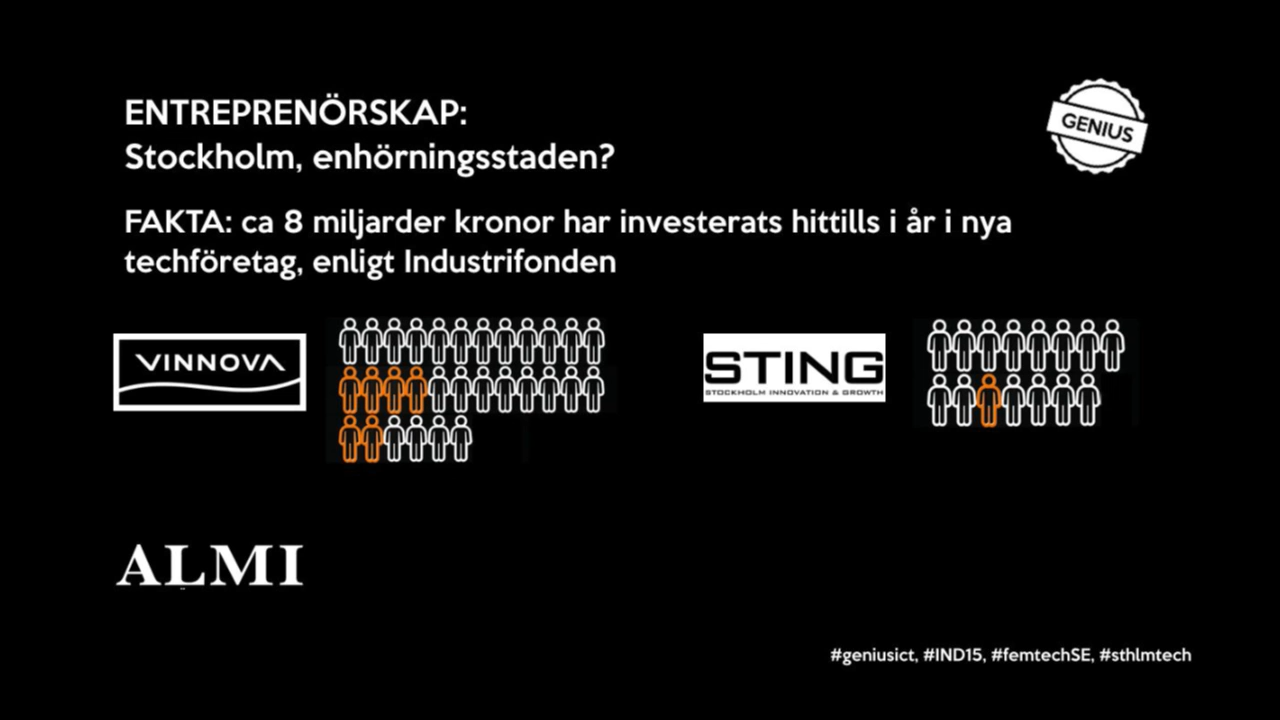 ENTREPRENÖRSKAP:
Stockholm, enhörningsstaden?
GENIUS
FAKTA: ca 8 miljarder kronor har investerats hittills i år i nya
techföretag, enligt Industrifonden
VINNOVA
STING
STOCKHOLM INNOVATION & GROWTH
ALMI
#geniusict, #IND15, #femtechSE, #sthlmtech